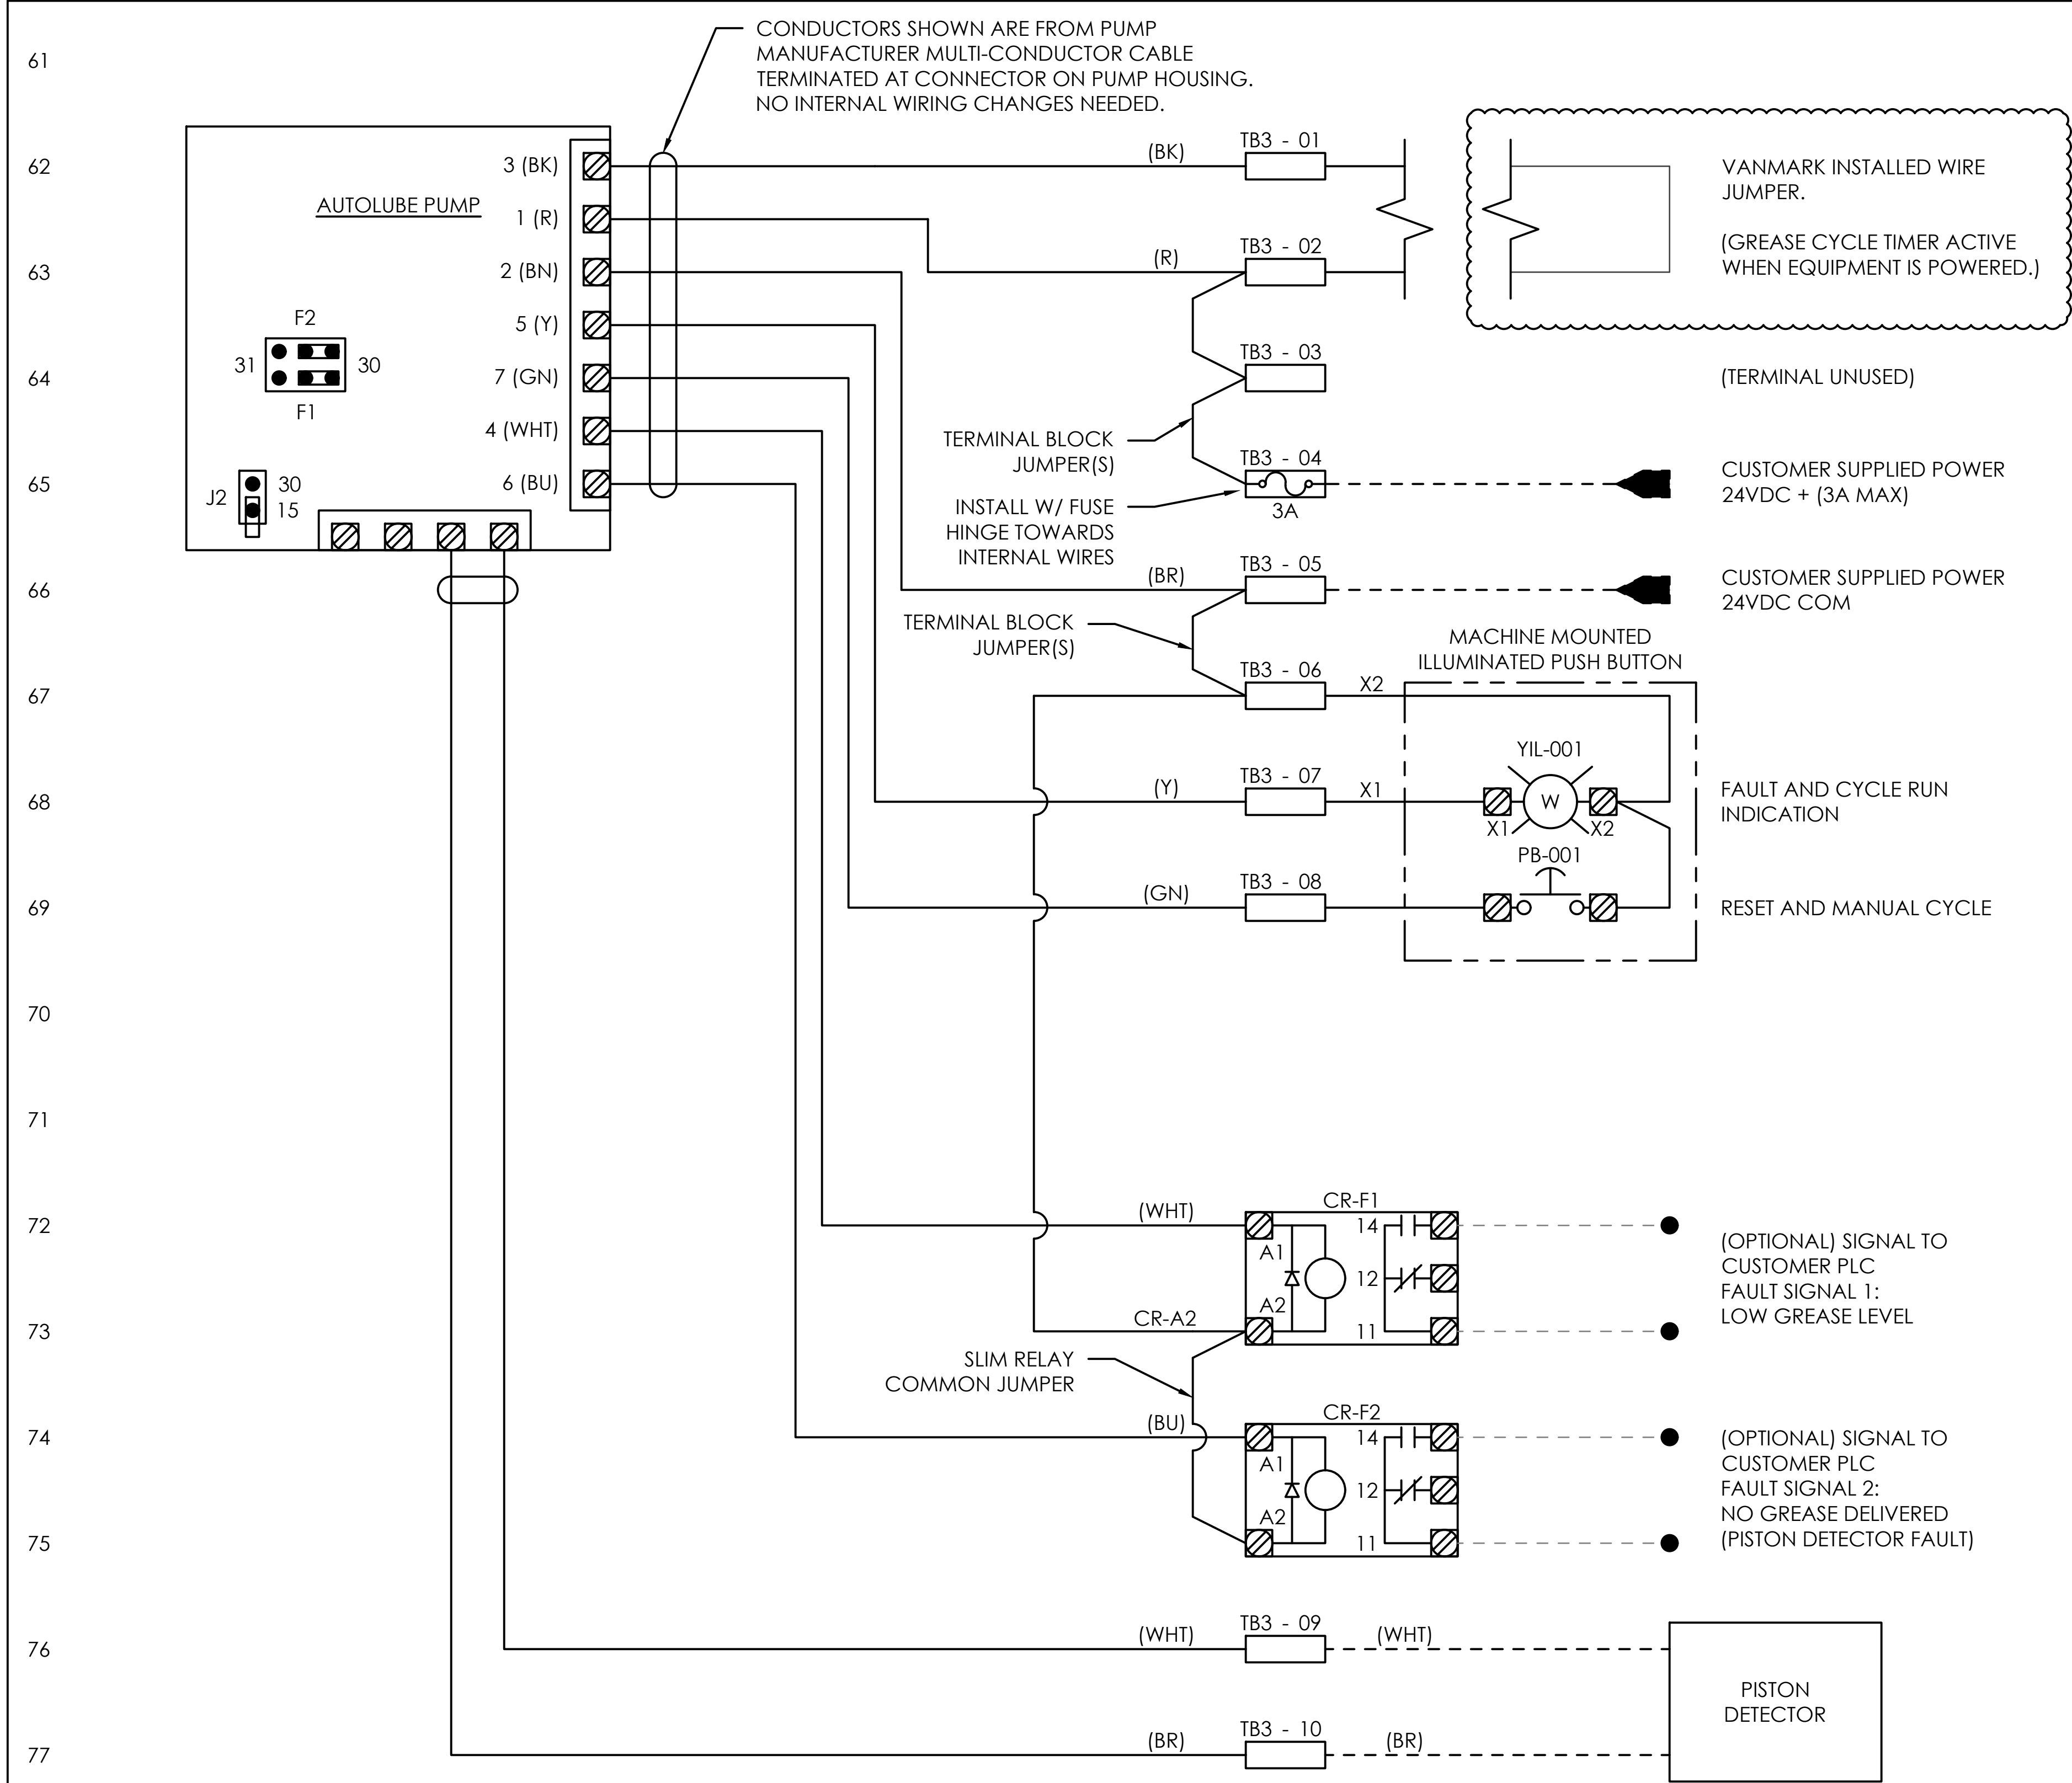 CONDUCTORS SHOWN ARE FROM PUMP
MANUFACTURER MULTI-CONDUCTOR CABLE
TERMINATED AT CONNECTOR ON PUMP HOUSING.
NO INTERNAL WIRING CHANGES NEEDED.
61
62
3 (BK)
(BK)
TB3 - 01
VANMARK INSTALLED WIRE
JUMPER.
(GREASE CYCLE TIMER ACTIVE
WHEN EQUIPMENT IS POWERED.)
AUTOLUBE PUMP
1 (R)
63
2 (BN)
(R)
TB3 - 02
5 (Y)
F2
31
30
F1
64
7 (GN)
TB3 - 03
(TERMINAL UNUSED)
4 (WHT)
TERMINAL BLOCK
JUMPER(S)
65
J2
30
15
6 (BU)
TB3 - 04
3A
CUSTOMER SUPPLIED POWER
24VDC + (3A MAX)
INSTALL W/ FUSE
HINGE TOWARDS
INTERNAL WIRES
66
(BR)
TB3 - 05
CUSTOMER SUPPLIED POWER
24VDC COM
TERMINAL BLOCK
JUMPER(S)
MACHINE MOUNTED
ILLUMINATED PUSH BUTTON
67
TB3 - 06
X2
YIL-001
68
(Y)
TB3 - 07
X1
W
X1
X2
FAULT AND CYCLE RUN
INDICATION
PB-001
69
(GN)
TB3 - 08
RESET AND MANUAL CYCLE
70
71
72
(WHT)
CR-F1
14
A1
12
A2
(OPTIONAL) SIGNAL TO
CUSTOMER PLC
FAULT SIGNAL 1:
LOW GREASE LEVEL
73
CR-A2
11
SLIM RELAY
COMMON JUMPER
74
(BU)
CR-F2
14
A1
12
A2
(OPTIONAL) SIGNAL TO
CUSTOMER PLC
FAULT SIGNAL 2:
NO GREASE DELIVERED
(PISTON DETECTOR FAULT)
75
11
76
(WHT)
TB3 - 09
(WHT)
PISTON
DETECTOR
77
(BR)
TB3 - 10
(BR)